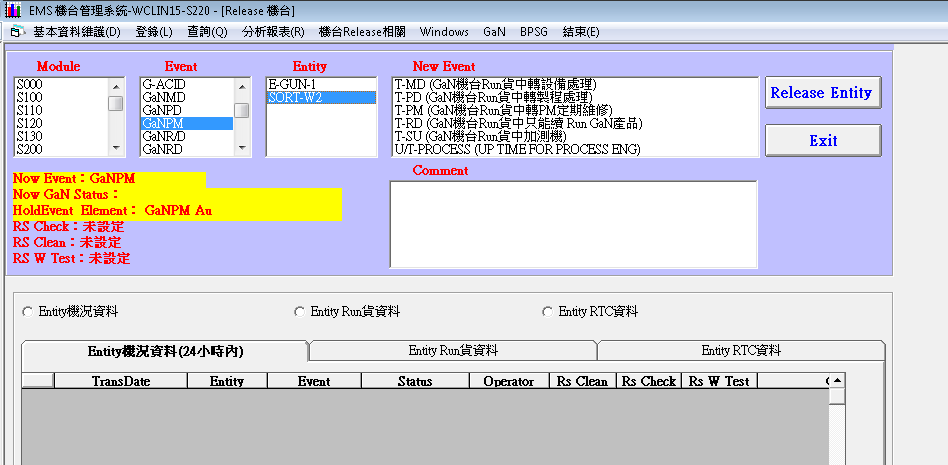 EMS 機台管理系統-WCLIN15-S220 - [Release 機台]
基本資料維護(D) 登錄(L) 查詢(Q) 分析報表(R) 機台Release相關 Windows GaN BPSG 結束(E)
Module Event Entity New Event
S000
S100
S110
S120
S130
S200
G-ACID
GaNMD
GaNPD
GaNPM
GaNR/D
GaNRD
E-GUN-1
SORT-W2
T-MD (GaN機台Run貨中轉設備處理)
T-PD (GaN機台Run貨中轉製程處理)
T-PM (GaN機台Run貨中轉PM定期維修)
T-RD (GaN機台Run貨中只能續 Run GaN產品)
T-SU (GaN機台Run貨中加測機)
U/T-PROCESS (UP TIME FOR PROCESS ENG)
Release Entity
Exit
Now Event：GaNPM
Now GaN Status：
HoldEvent Element： GaNPM Au
RS Check：未設定
RS Clean：未設定
RS W Test：未設定
Comment
Entity機況資料 Entity Run貨資料 Entity RTC資料
Entity機況資料(24小時內) Entity Run貨資料 Entity RTC資料
TransDate Entity Event Status Operator Rs Clean Rs Check Rs W Test